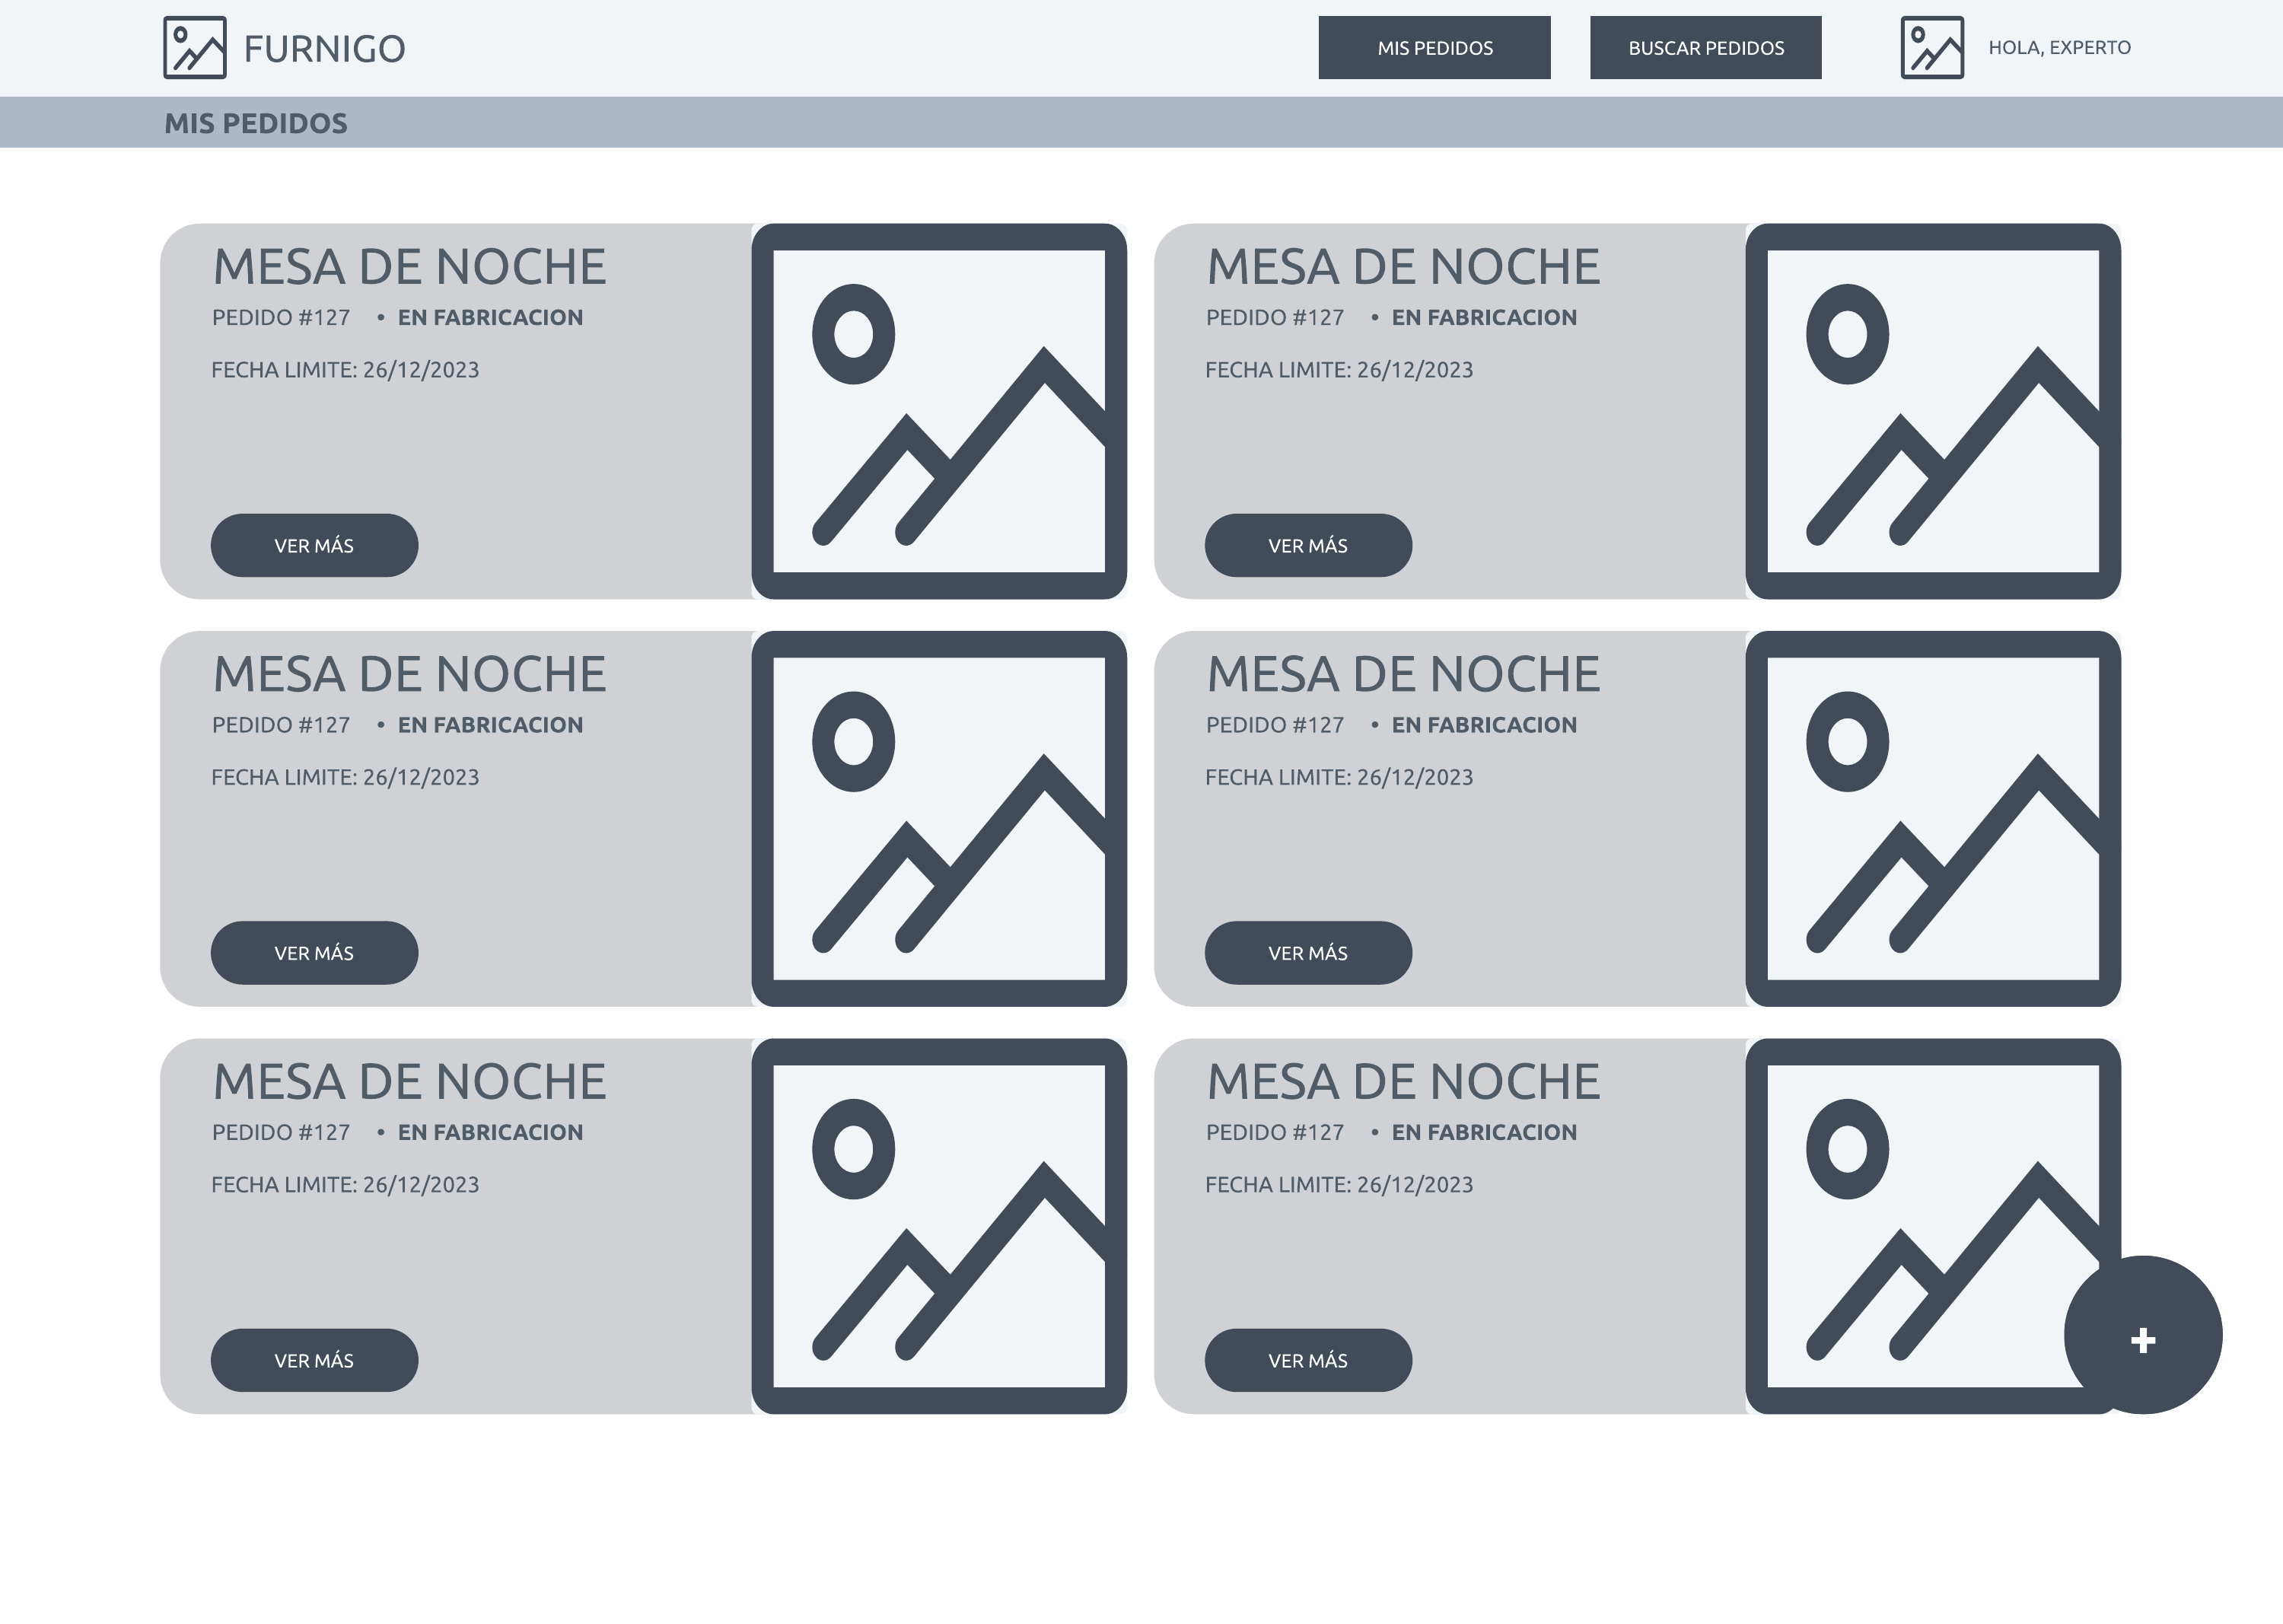 FURNIGO
MIS PEDIDOS
BUSCAR PEDIDOS
HOLA, EXPERTO
MIS PEDIDOS
MESA DE NOCHE
PEDIDO #127 • EN FABRICACION
FECHA LIMITE: 26/12/2023
VER MÁS
MESA DE NOCHE
PEDIDO #127 • EN FABRICACION
FECHA LIMITE: 26/12/2023
VER MÁS
MESA DE NOCHE
PEDIDO #127 • EN FABRICACION
FECHA LIMITE: 26/12/2023
VER MÁS
MESA DE NOCHE
PEDIDO #127 • EN FABRICACION
FECHA LIMITE: 26/12/2023
VER MÁS
MESA DE NOCHE
PEDIDO #127 • EN FABRICACION
FECHA LIMITE: 26/12/2023
VER MÁS
MESA DE NOCHE
PEDIDO #127 • EN FABRICACION
FECHA LIMITE: 26/12/2023
VER MÁS
+